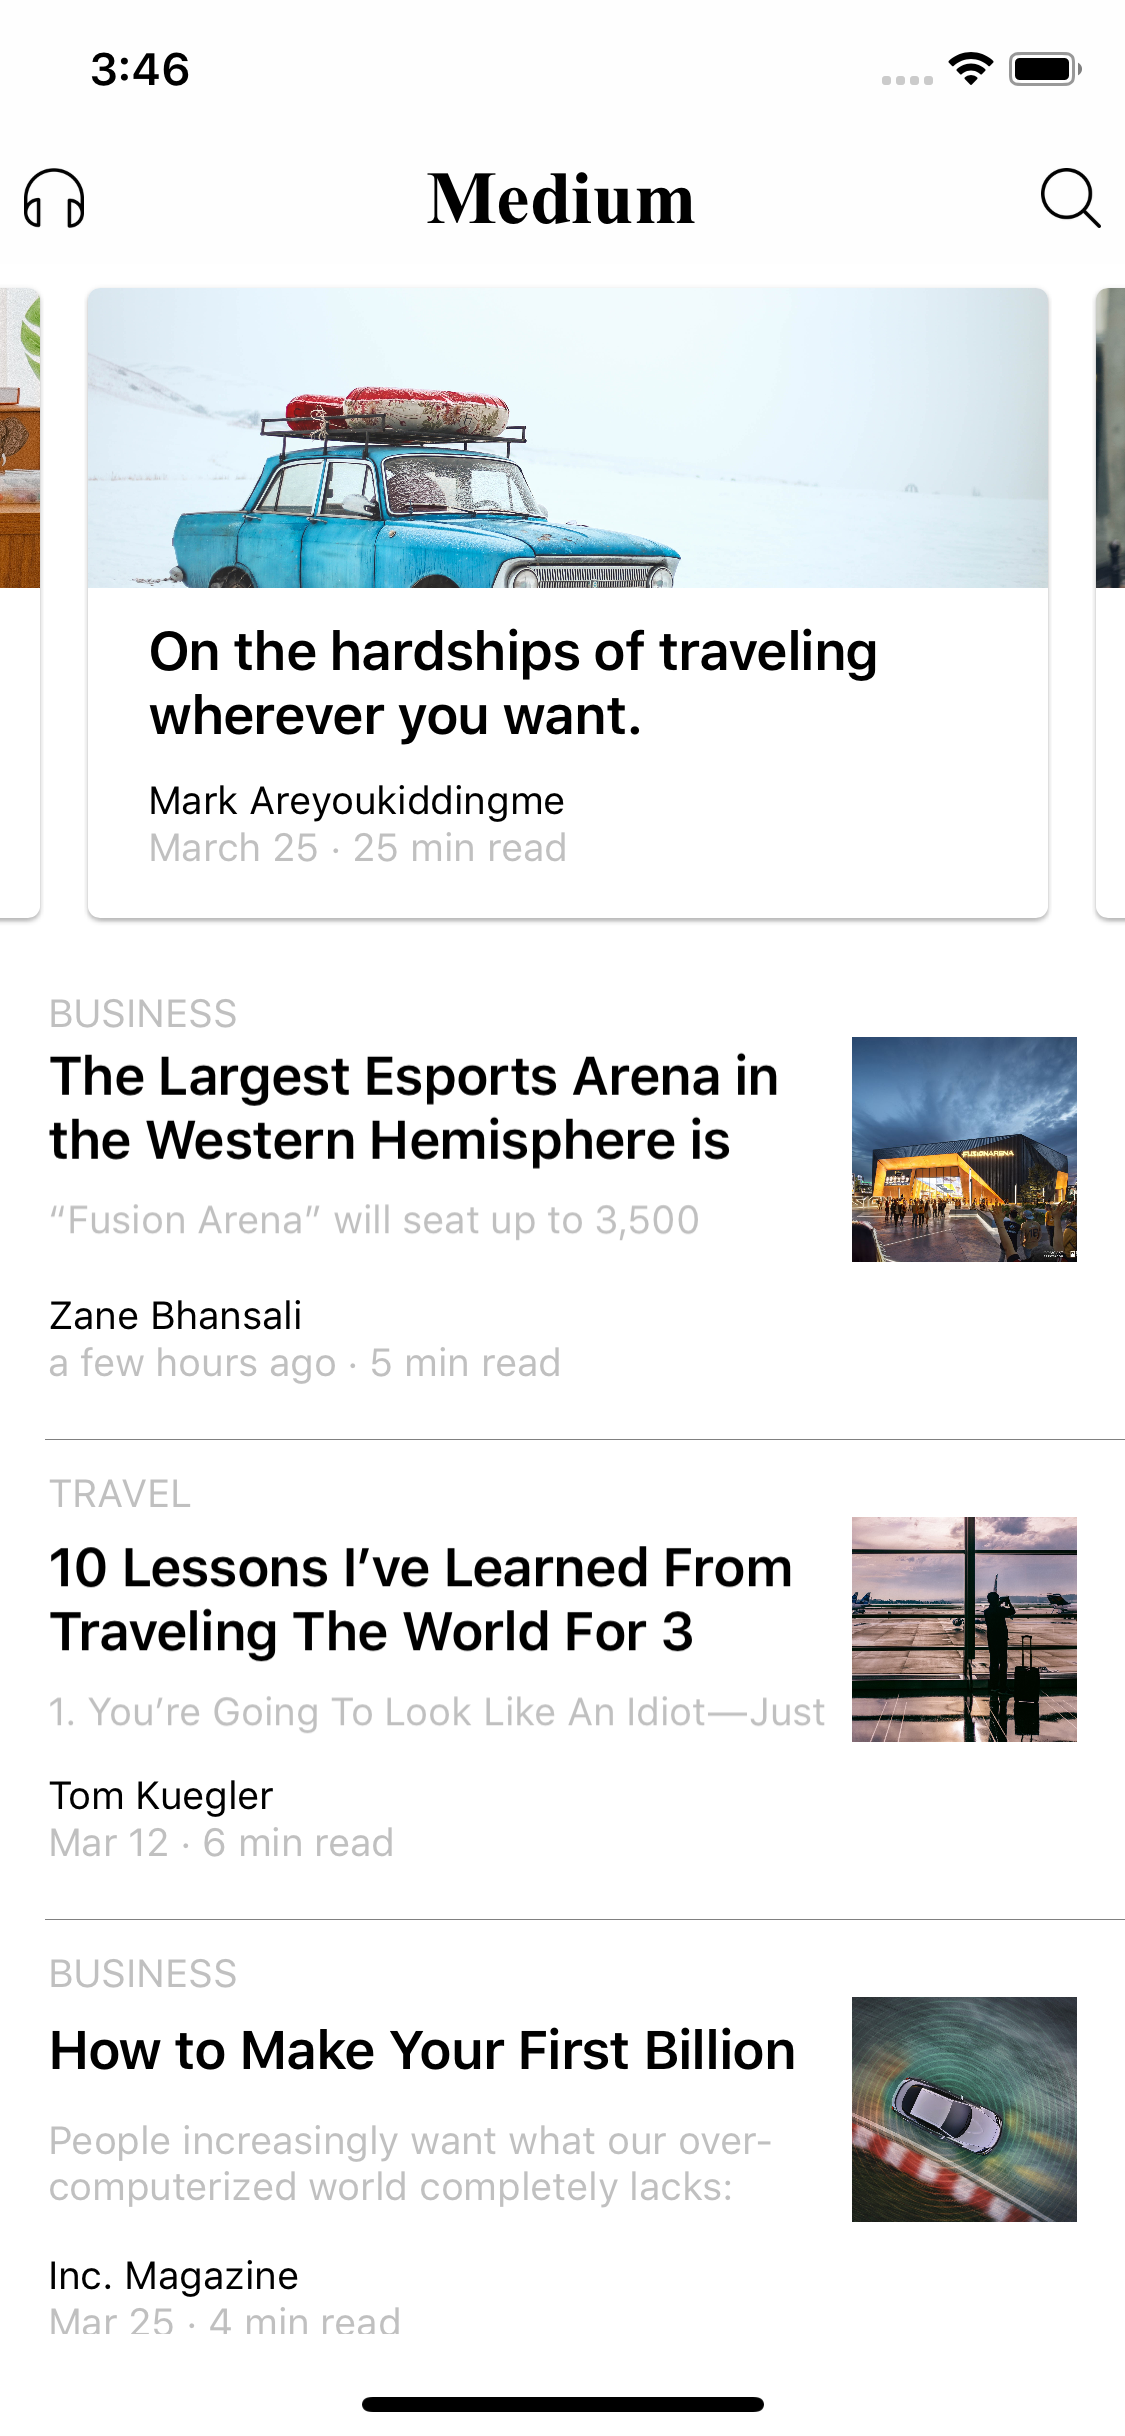 3:46
Medium
On the hardships of traveling
wherever you want.
Mark Areyoukiddingme
March 25 · 25 min read
BUSINESS
The Largest Esports Arena in
the Western Hemisphere is
“Fusion Arena” will seat up to 3,500
FUSIONARENA
Zane Bhansali
a few hours ago · 5 min read
TRAVEL
10 Lessons I’ve Learned From
Traveling The World For 3
1. You’re Going To Look Like An Idiot—Just
Tom Kuegler
Mar 12 · 6 min read
BUSINESS
How to Make Your First Billion
People increasingly want what our over-
computerized world completely lacks:
Inc. Magazine
Mar 25 · 4 min read